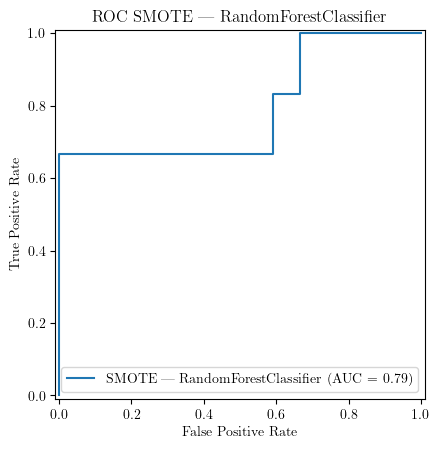 ROC SMOTE — RandomForestClassifier
1.0
0.8
0.6
0.4
0.2
0.0
True Positive Rate
SMOTE — RandomForestClassifier (AUC = 0.79)
0.0 0.2 0.4 0.6 0.8 1.0
False Positive Rate